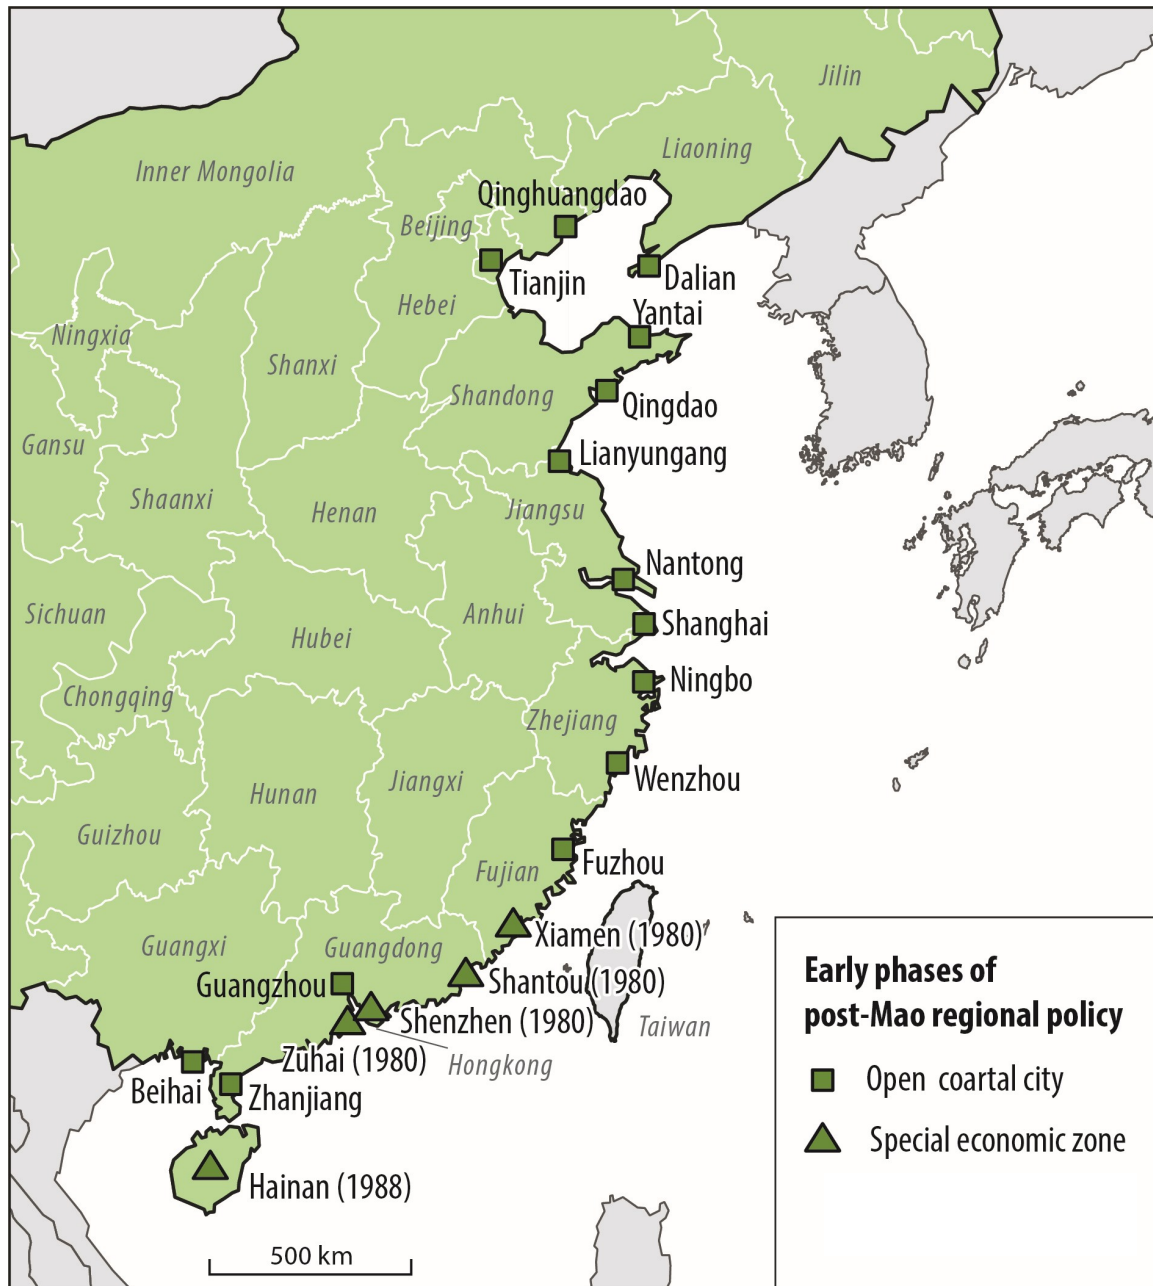 Jilin
Liaoning
Inner Mongolia
Qinghuangdao
Beijing
Tianjin
Dalian
Hebei
Yantai
Ningxia
Shanxi
Shandong
Qingdao
Gansu
Lianyungang
Shaanxi
Henan
Jiangsu
Nantong
Sichuan
Anhui
Shanghai
Hubei
Ningbo
Chongqing
Zhejiang
Wenzhou
Jiangxi
Hunan
Guizhou
Fuzhou
Fujian
Xiamen (1980)
Guangxi
Guangdong
Guangzhou
Shantou (1980)
Shenzhen (1980)
Taiwan
Zuhai (1980)
Hongkong
Beihai
Zhanjiang
Hainan (1988)
500 km
Early phases of
post-Mao regional policy
Open coartal city
Special economic zone